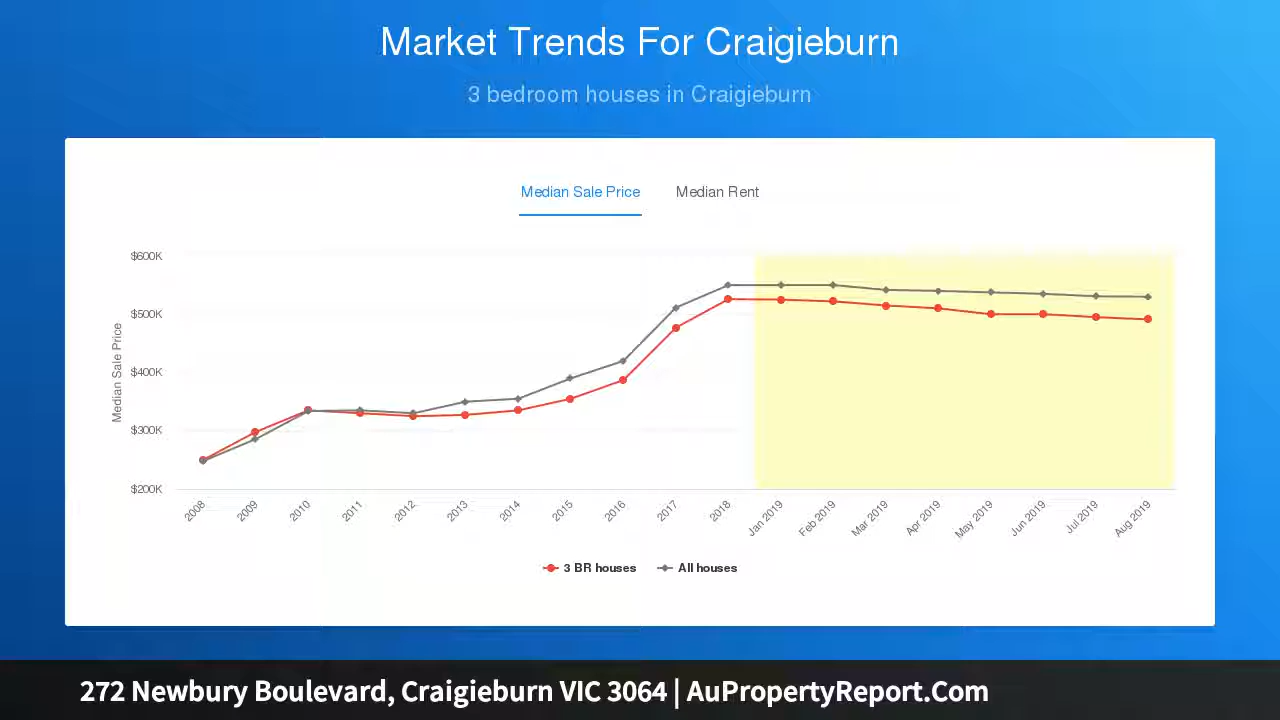 Market Trends For Craigieburn
3 bedroom houses in Craigieburn
Median Sale Price Median Rent
Median Sale Price
$600K
$500K
$400K
$300K
$200K
2008 2009 2010 2011 2012 2013 2014 2015 2016 2017 2018 Jan 2019 Feb 2019 Mar 2019 Apr 2019 May 2019 Jun 2019 Jul 2019 Aug 2019
3 BR houses All houses
272 Newbury Boulevard, Craigieburn VIC 3064 | AuPropertyReport.Com